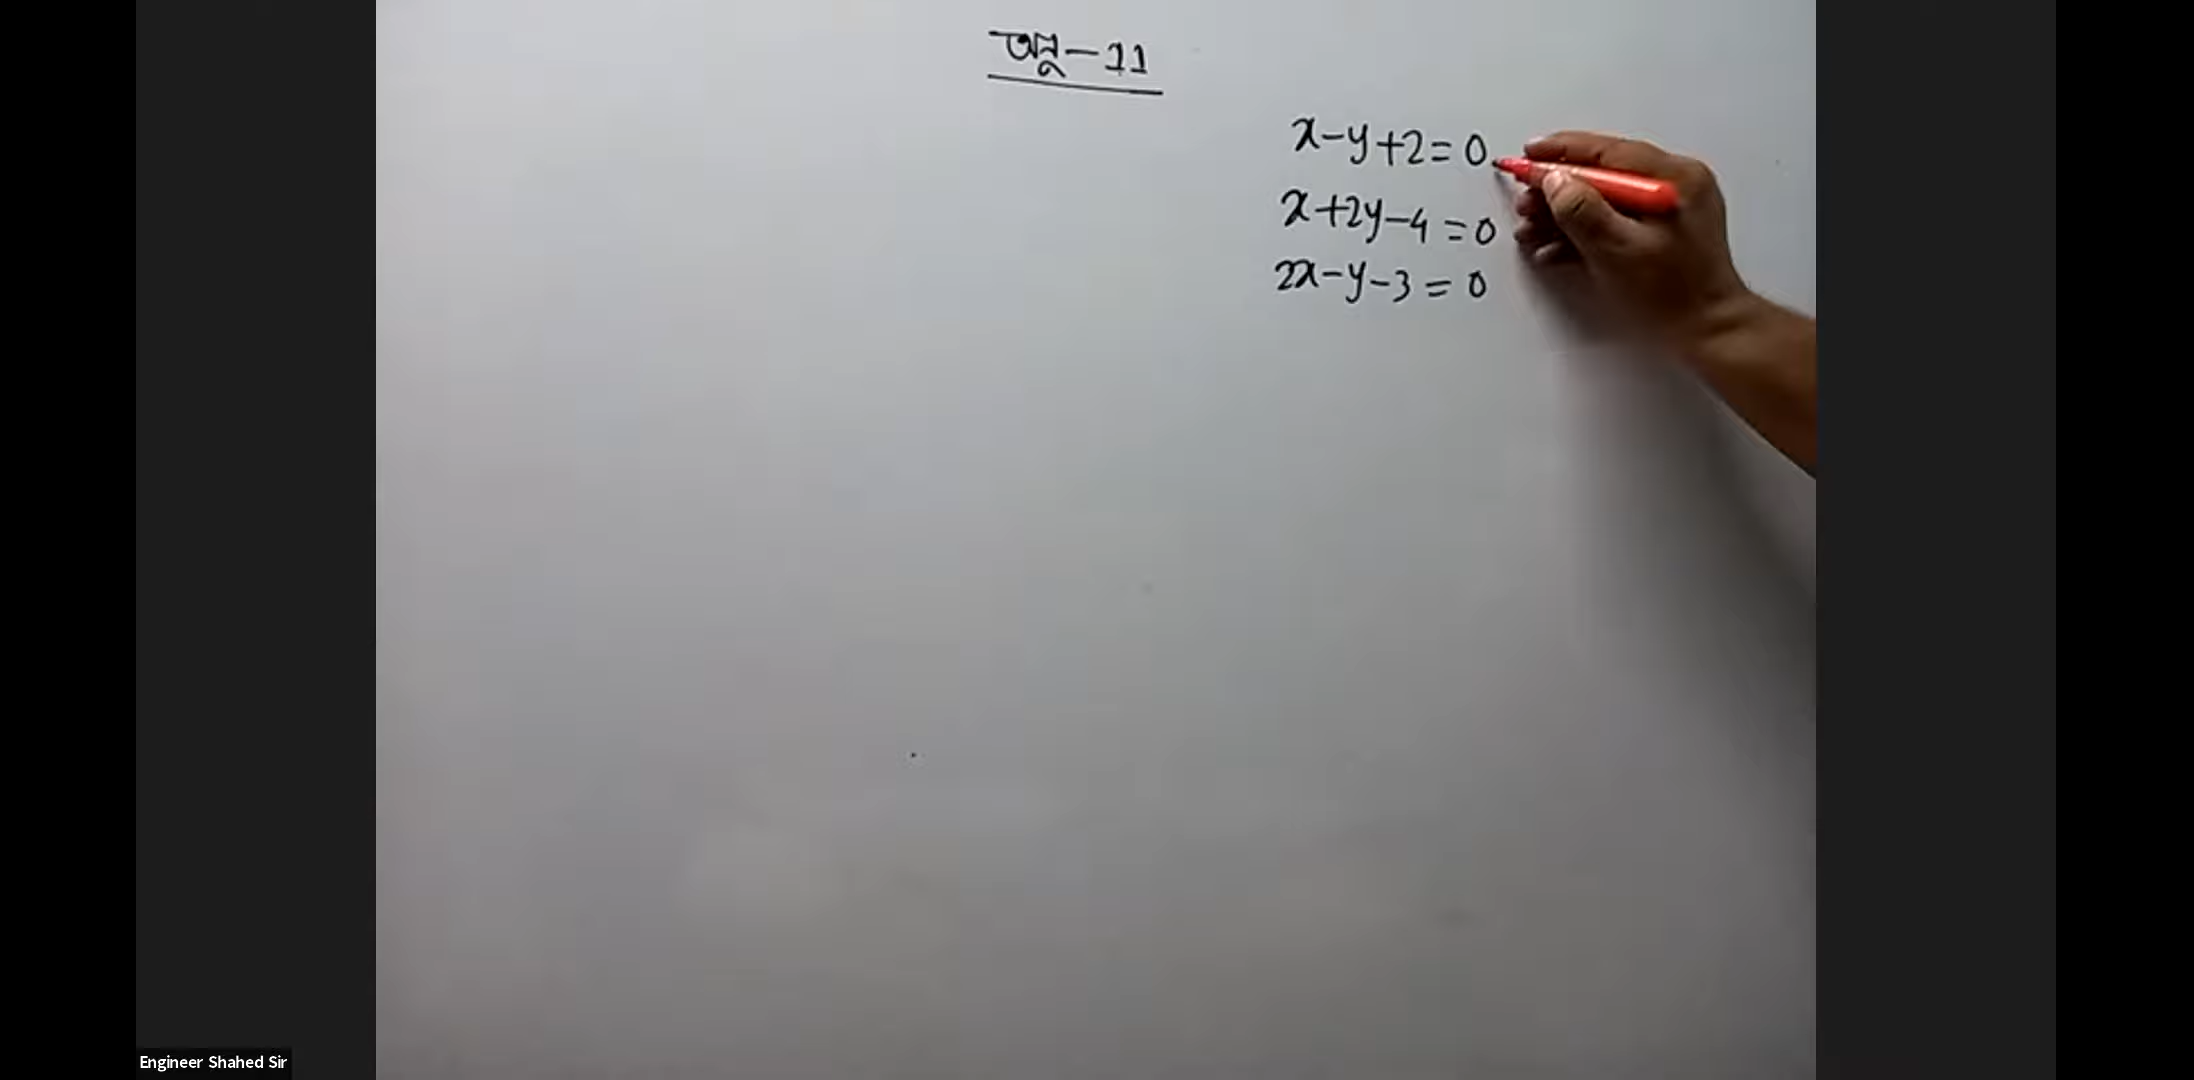 অনু-11
x-y+2=0
x+2y-4=0
2x-y-3=0
Engineer Shahed Sir